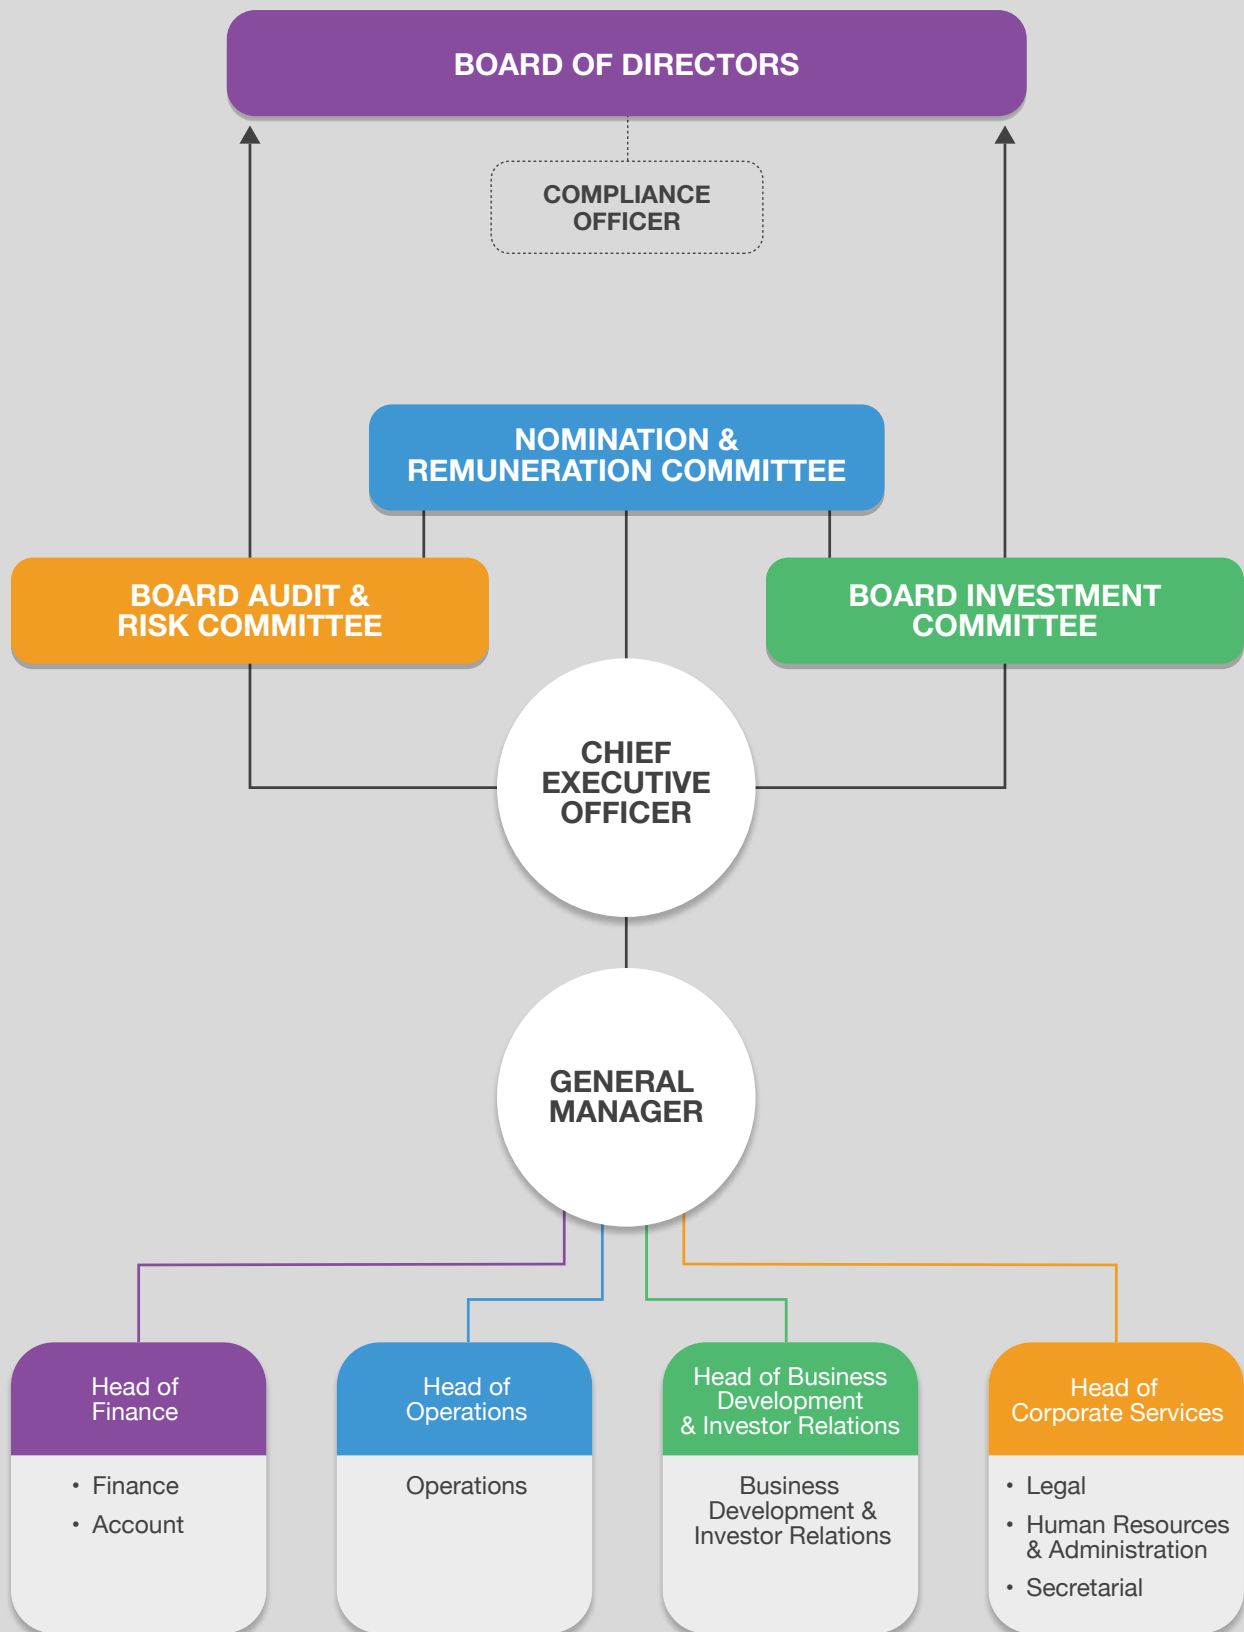 BOARD OF DIRECTORS
COMPLIANCE
OFFICER
NOMINATION &
REMUNERATION COMMITTEE
BOARD AUDIT &
RISK COMMITTEE
BOARD INVESTMENT
COMMITTEE
CHIEF
EXECUTIVE
OFFICER
GENERAL
MANAGER
Head of
Finance
• Finance
• Account
Head of
Operations
Operations
Head of Business
Development
& Investor Relations
Business
Development &
Investor Relations
Head of
Corporate Services
• Legal
• Human Resources
& Administration
• Secretarial